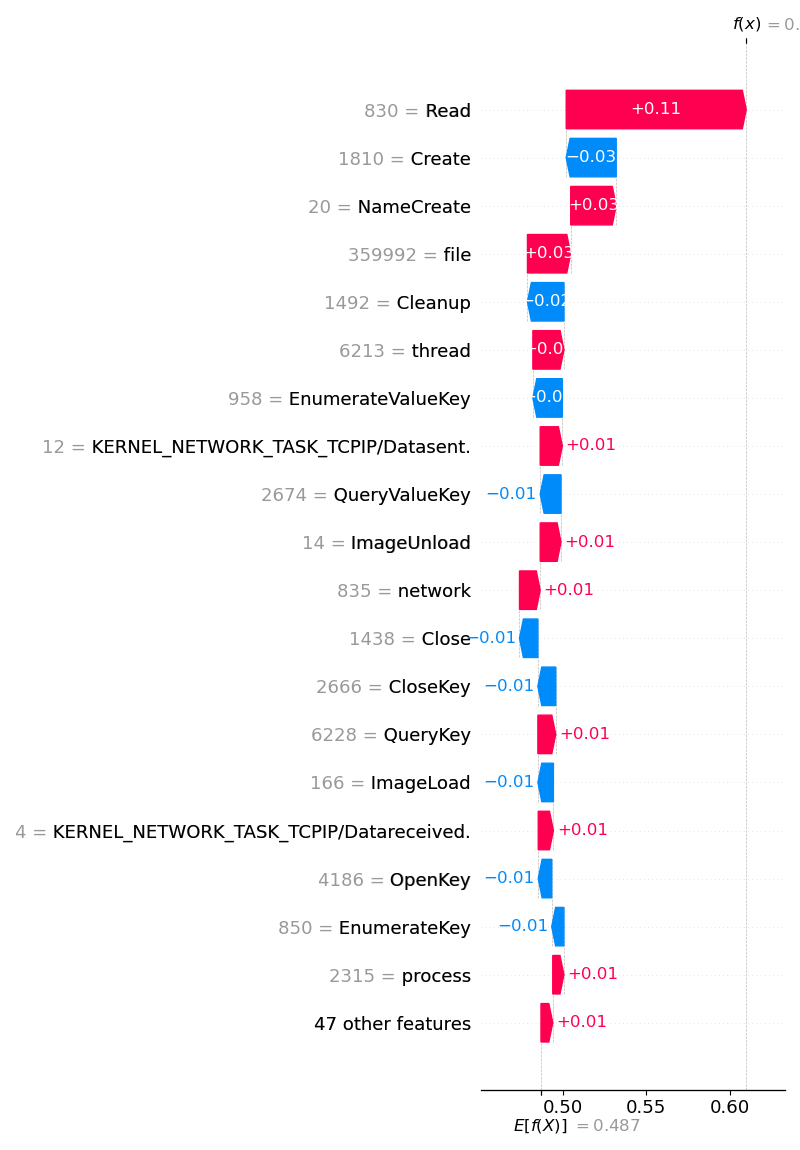 f(x) = 0.
830 = Read +0.11
1810 = Create −0.03
20 = NameCreate +0.03
359992 = file +0.03
1492 = Cleanup −0.02
6213 = thread
958 = EnumerateValueKey
12 = KERNEL_NETWORK_TASK_TCPIP/Datasent. +0.01
2674 = QueryValueKey −0.01
14 = ImageUnload +0.01
835 = network +0.01
1438 = Close −0.01
2666 = CloseKey −0.01
6228 = QueryKey +0.01
166 = ImageLoad −0.01
4 = KERNEL_NETWORK_TASK_TCPIP/Datareceived. +0.01
4186 = OpenKey −0.01
850 = EnumerateKey −0.01
2315 = process +0.01
47 other features +0.01
0.50 0.55 0.60
E[f(X)] = 0.487